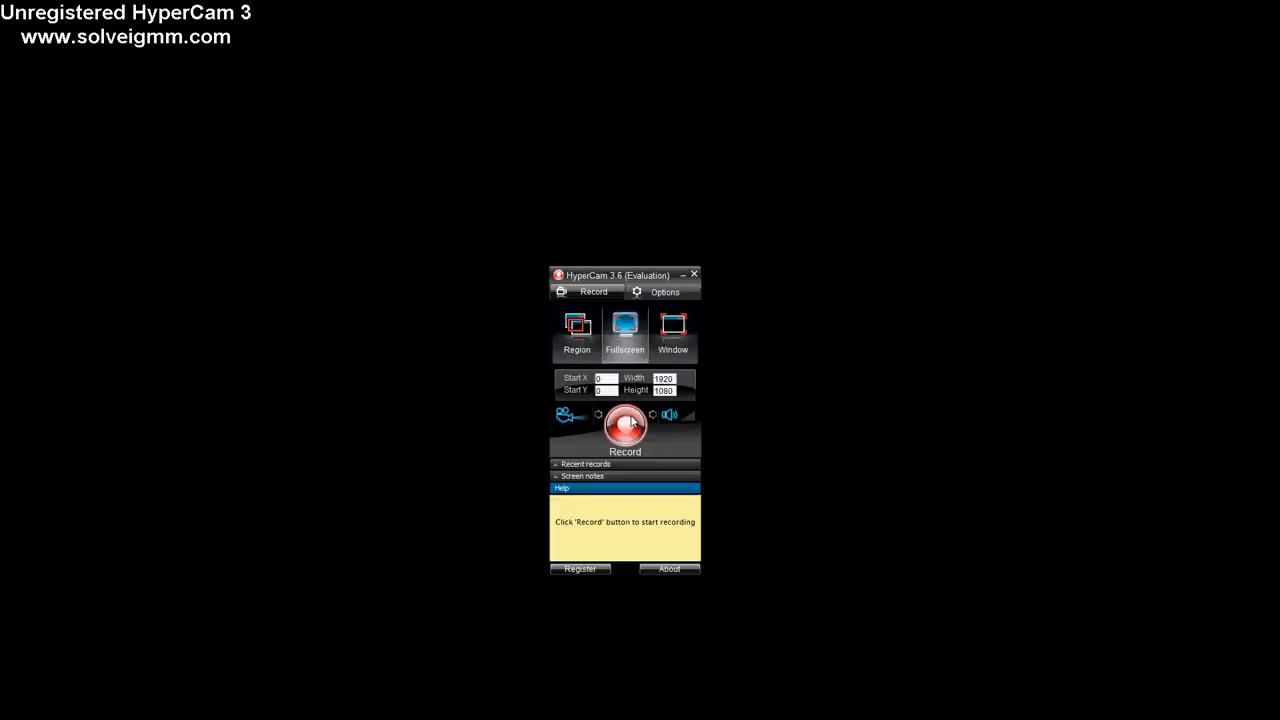 Unregistered HyperCam 3
www.solveigmm.com
HyperCam 3.6 (Evaluation)
Record Options
Region Fullscreen Window
Start X 0 Width 1920
Start Y 0 Height 1080
Record
Recent records
Screen notes
Help
Click 'Record' button to start recording
Register About